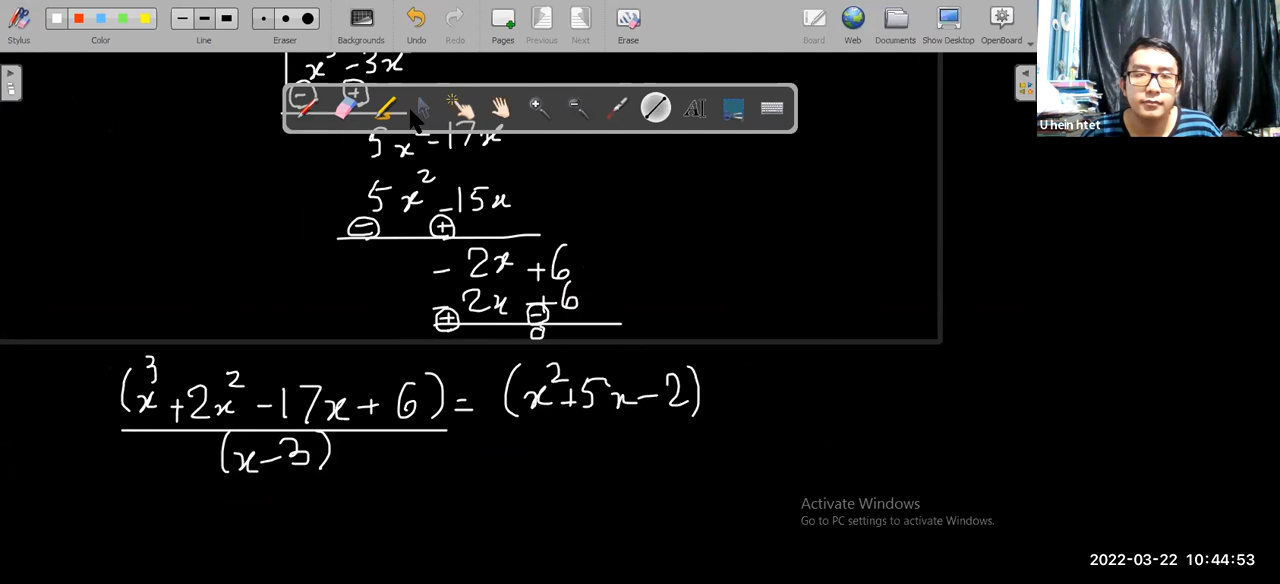 Stylus Color Line Eraser Backgrounds Undo Redo Pages Previous Next Erase Board Web Documents Show Desktop OpenBoard
x³ - 3x²
- +
5x² - 17x
5x² - 15x
- +
- 2x + 6
- 2x + 6
+ -
0
(x³ + 2x² - 17x + 6) = (x² + 5x - 2)
(x - 3)
U hein htet
Activate Windows
Go to PC settings to activate Windows.
2022-03-22 10:44:53